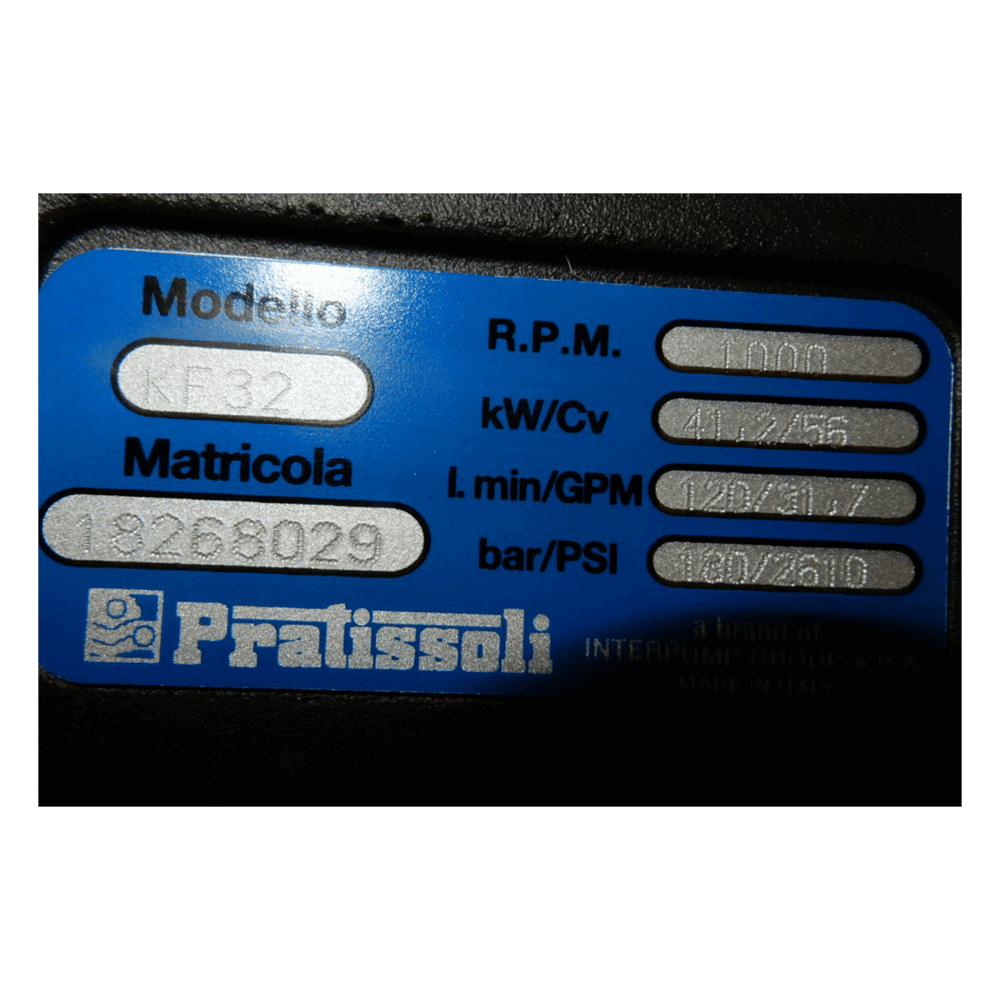 Modello
KF32
Matricola
18268029
Pratissoli
R.P.M. 1000
kW/Cv 41.2/56
l. min/GPM 120/31.7
bar/PSI 180/2610
a brand of
INTERPUMP GROUP S.P.A.
MADE IN ITALY